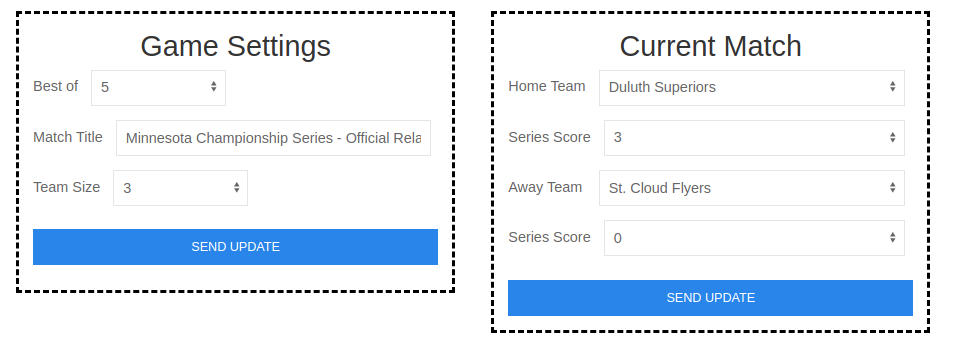 Game Settings
Best of 5
Match Title Minnesota Championship Series - Official Rela
Team Size 3
SEND UPDATE
Current Match
Home Team Duluth Superiors
Series Score 3
Away Team St. Cloud Flyers
Series Score 0
SEND UPDATE